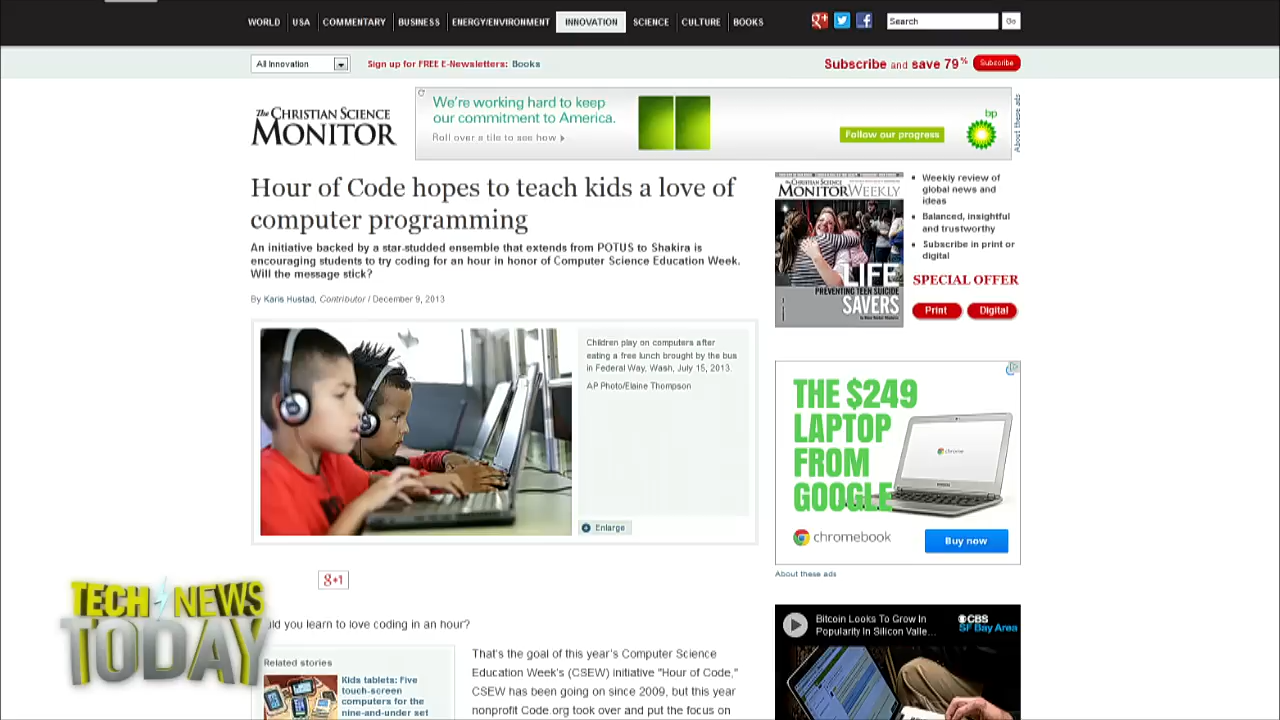 WORLD USA COMMENTARY BUSINESS ENERGY/ENVIRONMENT INNOVATION SCIENCE CULTURE BOOKS
Search Go
All Innovation
Sign up for FREE E-Newsletters: Books
Subscribe and save 79% Subscribe
The CHRISTIAN SCIENCE
MONITOR
We're working hard to keep
our commitment to America.
Roll over a tile to see how
Follow our progress
bp
About these ads
Hour of Code hopes to teach kids a love of
computer programming
An initiative backed by a star-studded ensemble that extends from POTUS to Shakira is
encouraging students to try coding for an hour in honor of Computer Science Education Week.
Will the message stick?
By Karis Hustad, Contributor / December 9, 2013
Children play on computers after
eating a free lunch brought by the bus
in Federal Way, Wash, July 15, 2013.
AP Photo/Elaine Thompson
Enlarge
g+1
The CHRISTIAN SCIENCE
MONITOR WEEKLY
LIFE
PREVENTING TEEN SUICIDE
SAVERS
Weekly review of
global news and
ideas
Balanced, insightful
and trustworthy
Subscribe in print or
digital
SPECIAL OFFER
Print Digital
THE $249
LAPTOP
FROM
GOOGLE
chrome
chromebook
Buy now
About these ads
Bitcoin Looks To Grow In
Popularity In Silicon Valle...
CBS
SF Bay Area
TECH NEWS
TODAY
uld you learn to love coding in an hour?
Related stories
Kids tablets: Five
touch-screen
computers for the
nine-and-under set
That's the goal of this year's Computer Science
Education Week's (CSEW) initiative "Hour of Code,"
CSEW has been going on since 2009, but this year
nonprofit Code.org took over and put the focus on